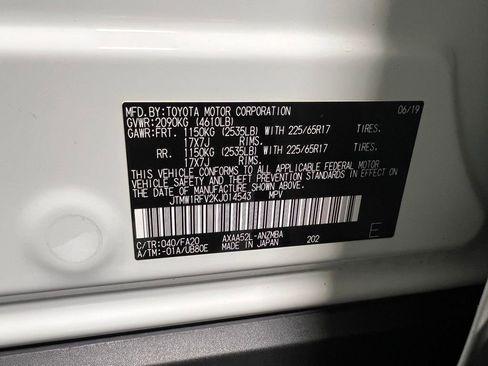 MFD.BY:TOYOTA MOTOR CORPORATION 06/19
GVWR:2090KG (4610LB)
GAWR:FRT. 1150KG (2535LB) WITH 225/65R17 TIRES.
17X7J RIMS.
RR. 1150KG (2535LB) WITH 225/65R17 TIRES.
17X7J RIMS.
THIS VEHICLE CONFORMS TO ALL APPLICABLE FEDERAL MOTOR
VEHICLE SAFETY, BUMPER, AND THEFT PREVENTION STANDARDS
IN EFFECT ON THE DATE OF MANUFACTURE SHOWN ABOVE.
JTMW1RFV2KJ014543 MPV
C/TR:040/FA20 AXAA52L-ANZMBA 202
A/TM:-01A/UB80E MADE IN JAPAN E